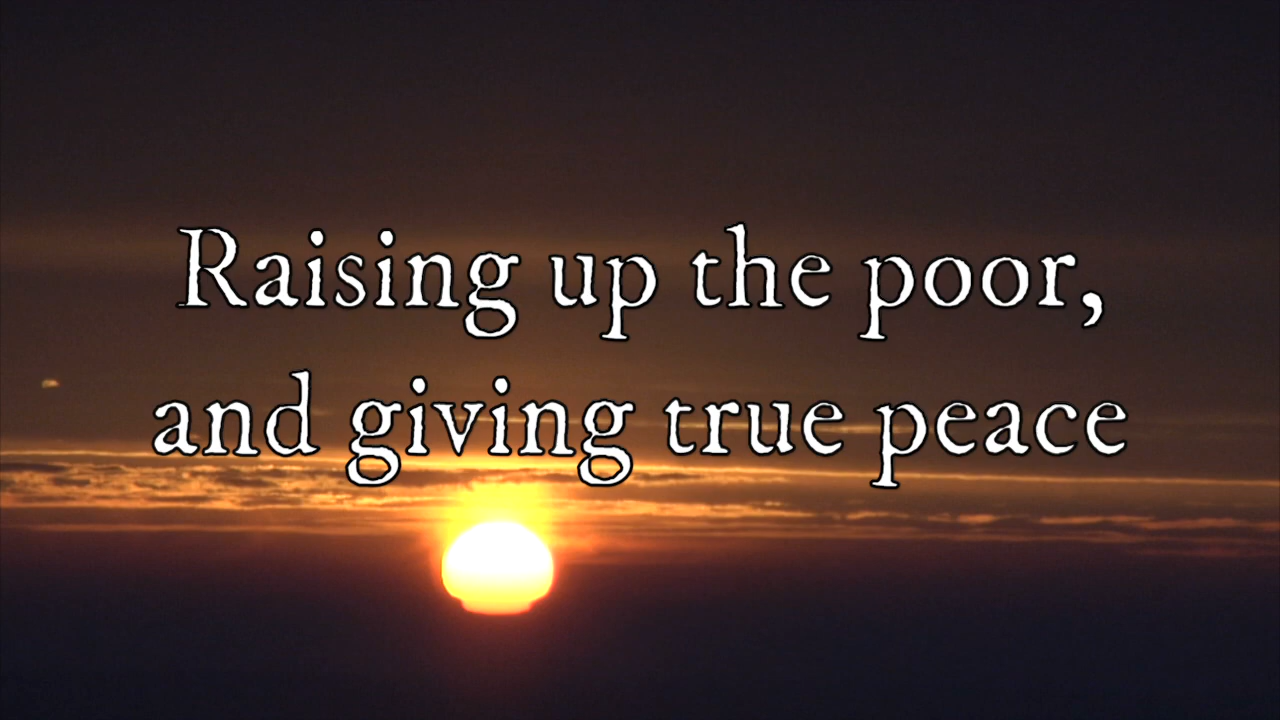 Raising up the poor,
and giving true peace